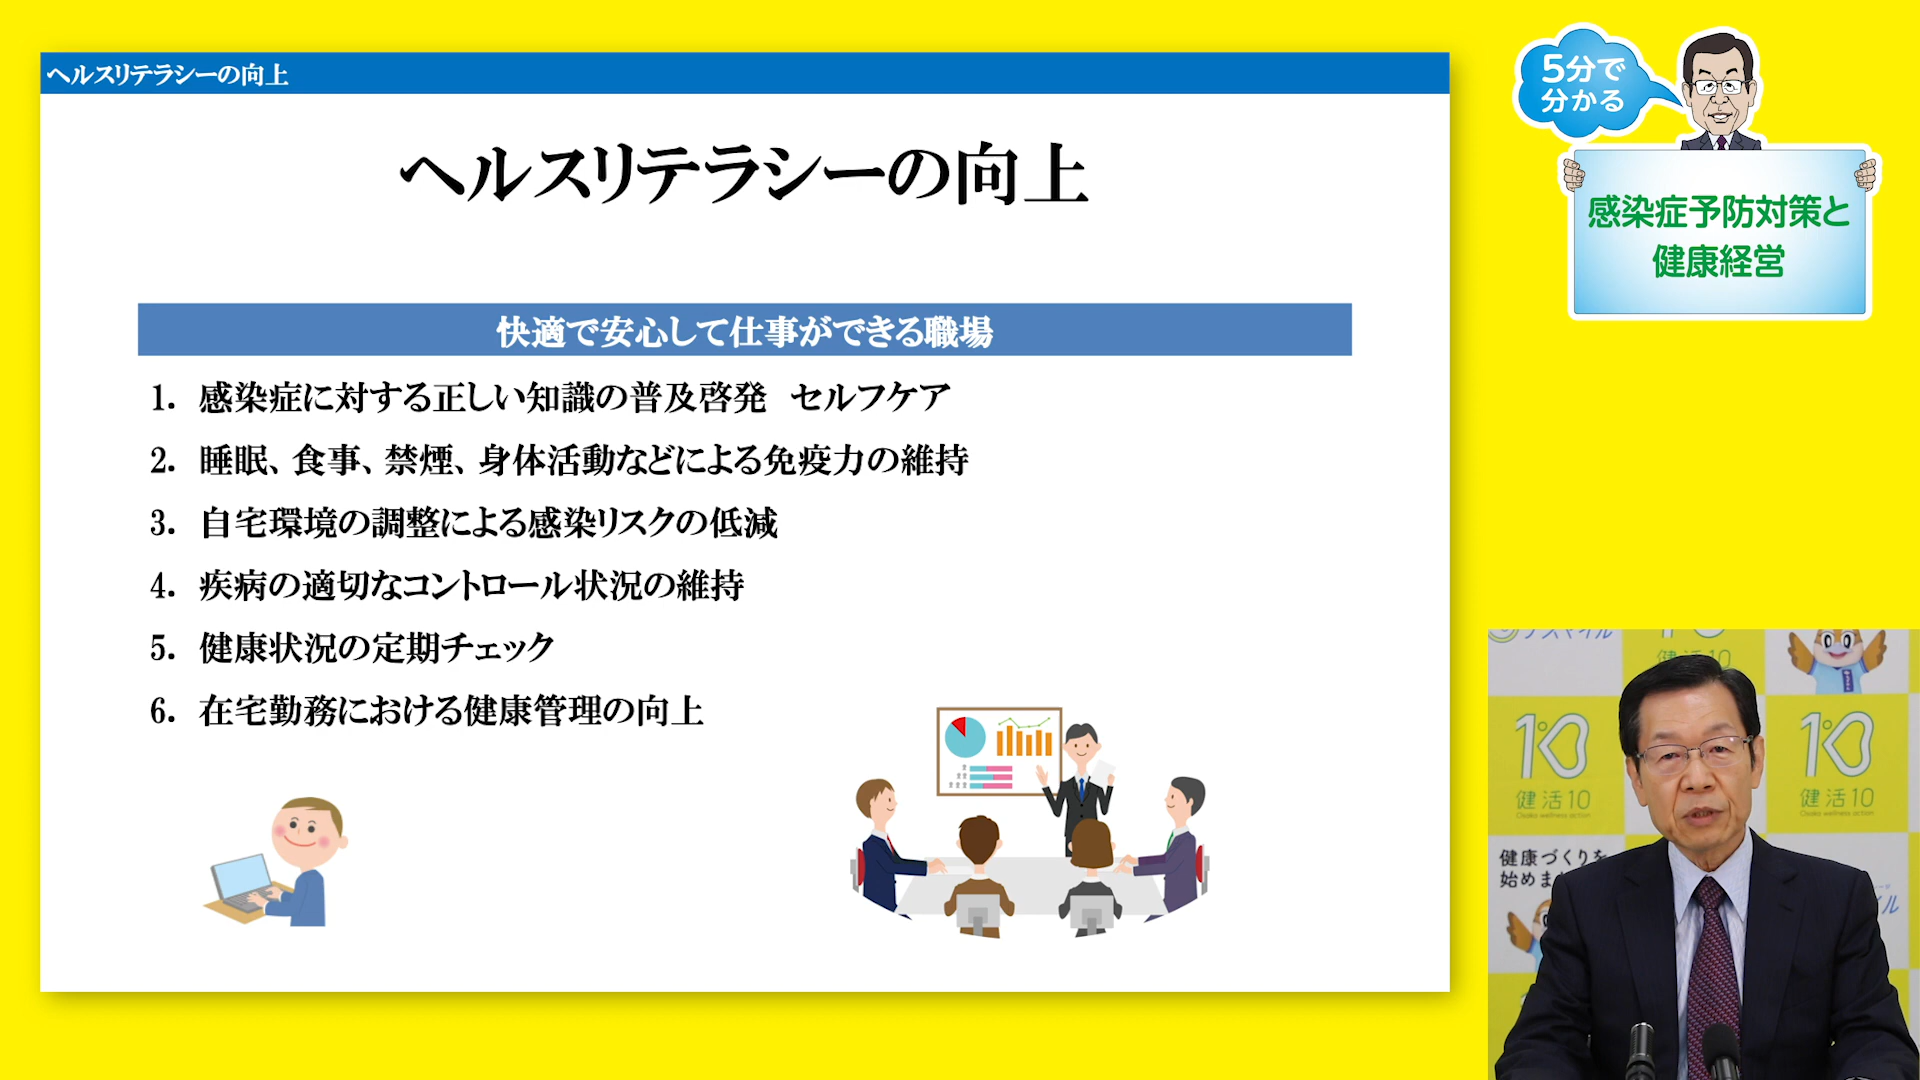 ヘルスリテラシーの向上
ヘルスリテラシーの向上
快適で安心して仕事ができる職場
1. 感染症に対する正しい知識の普及啓発 セルフケア
2. 睡眠、食事、禁煙、身体活動などによる免疫力の維持
3. 自宅環境の調整による感染リスクの低減
4. 疾病の適切なコントロール状況の維持
5. 健康状況の定期チェック
6. 在宅勤務における健康管理の向上
5分で
分かる
感染症予防対策と
健康経営
健活10
10
健活10
Osaka wellness action
10
健活10
Osaka wellness action
健康づくりを
始めま